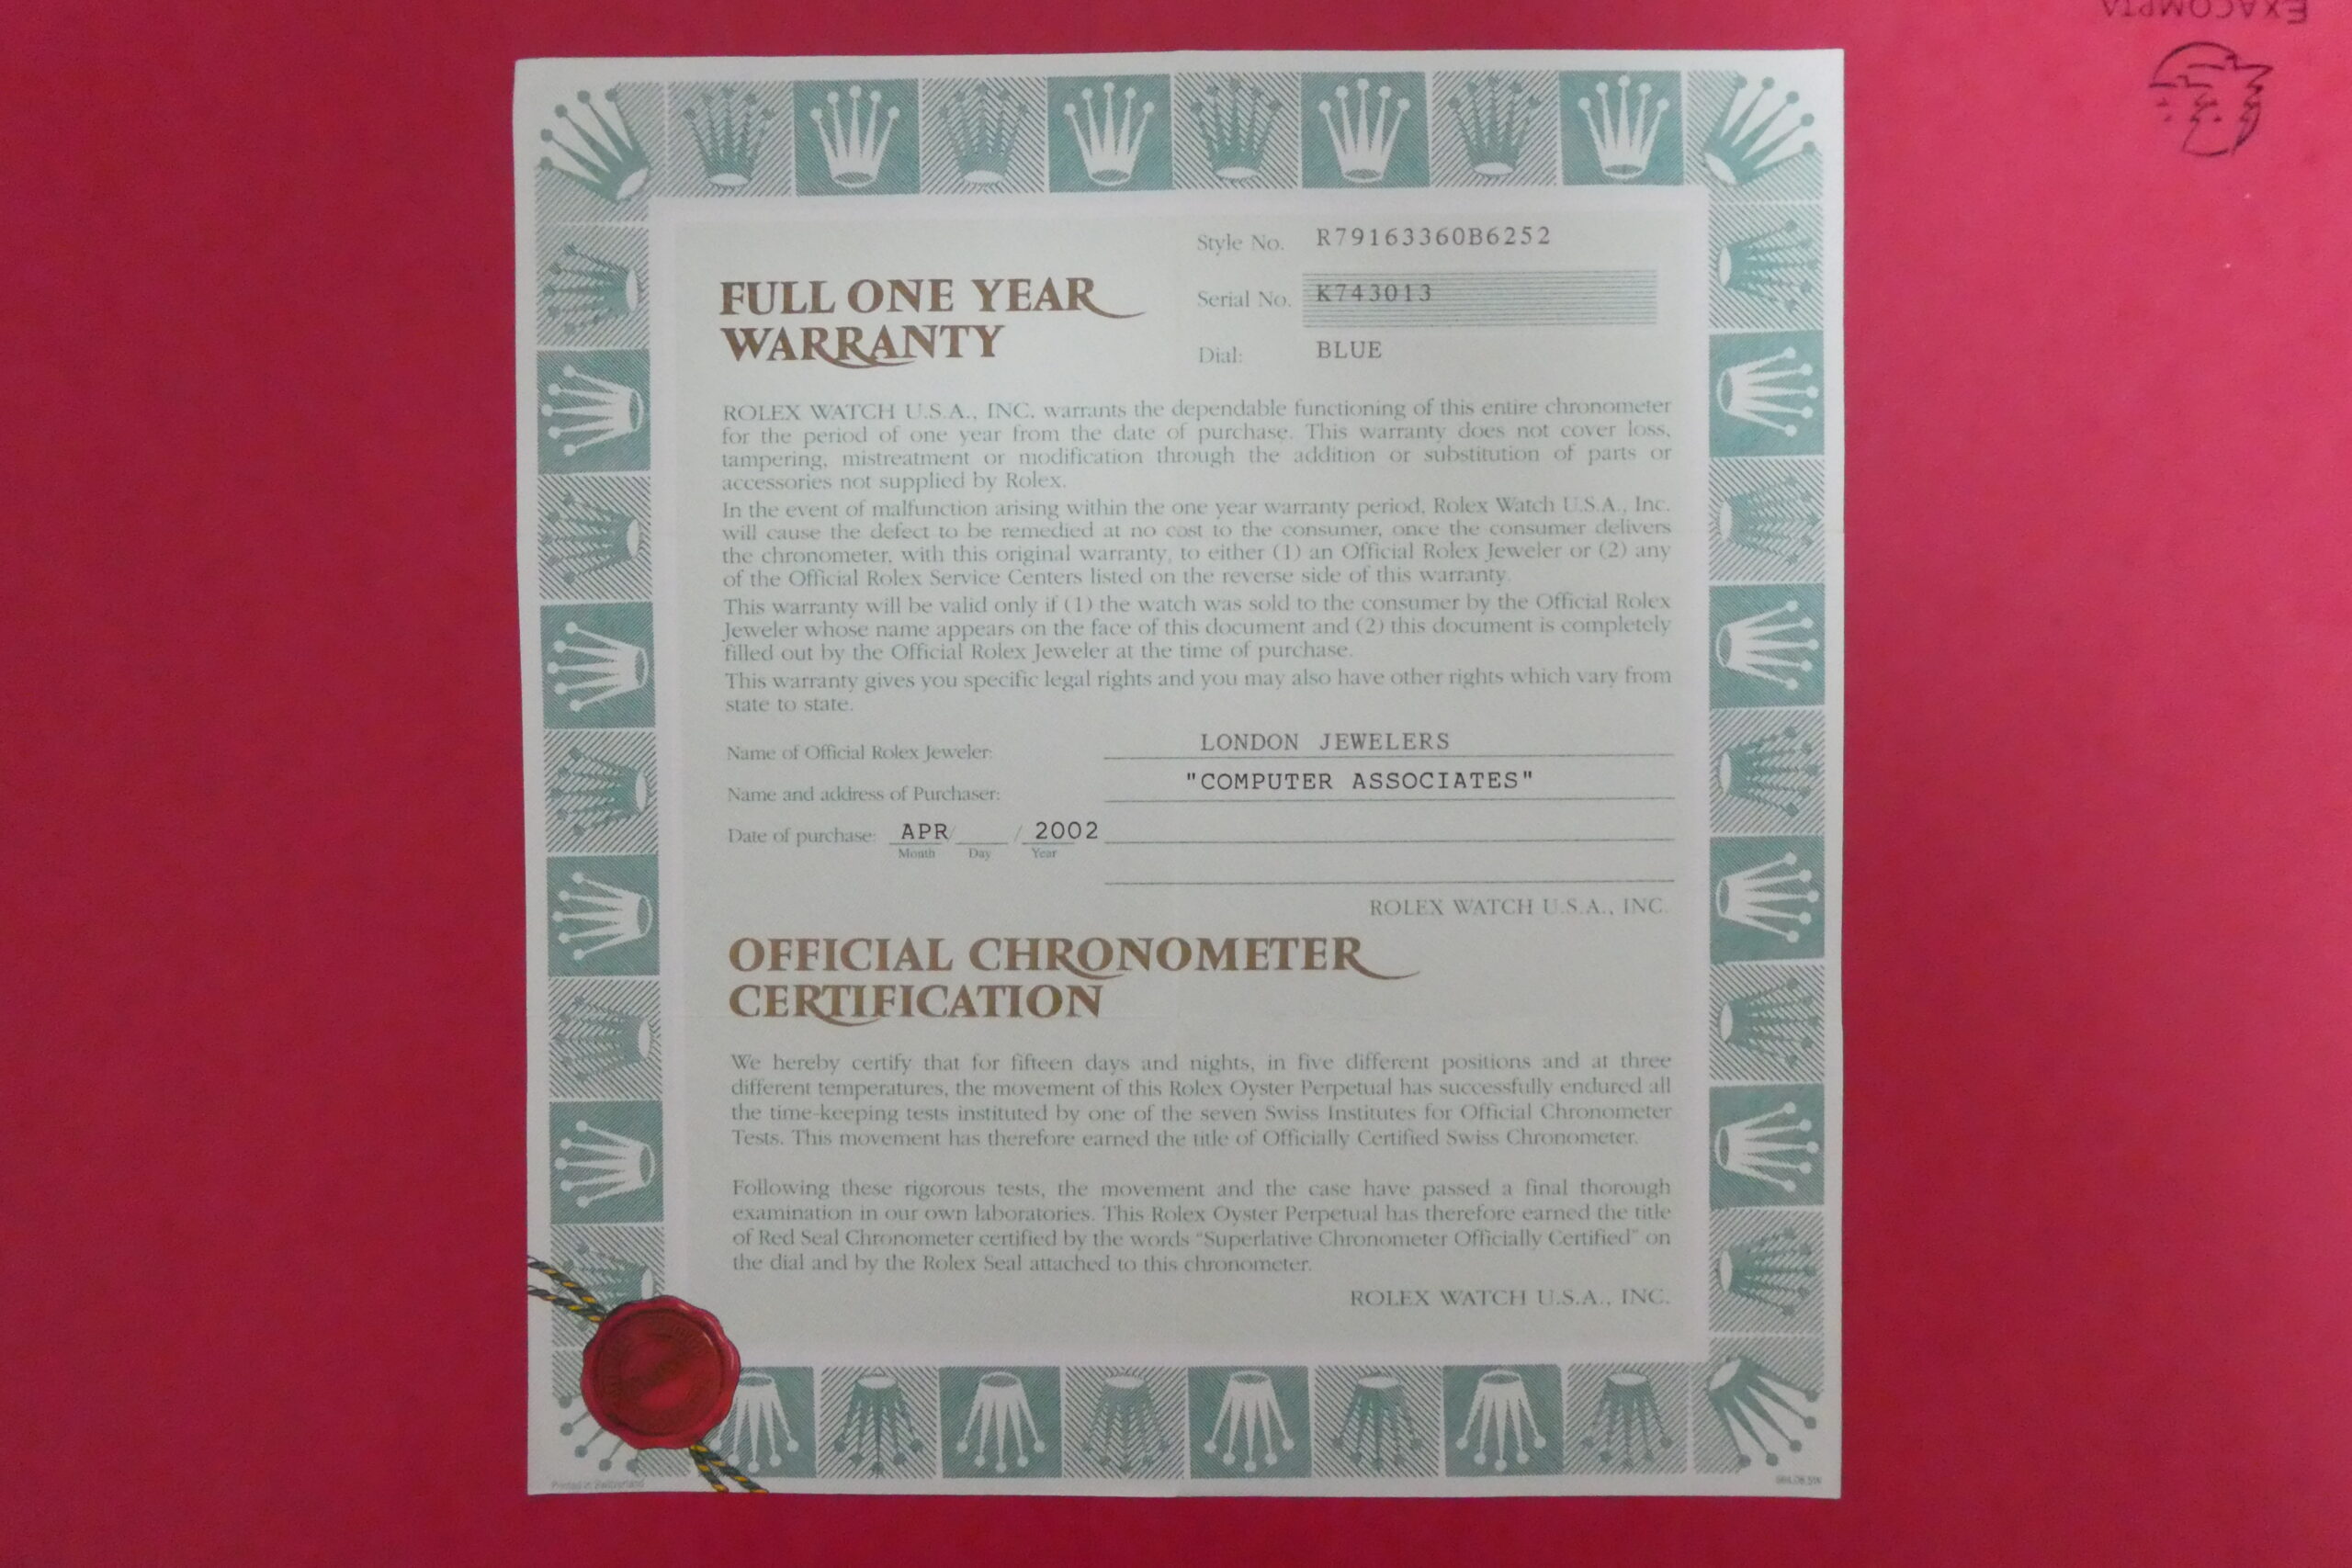 EXACOMPTA
Style No. R79163360B6252
Serial No. K743013
Dial: BLUE
FULL ONE YEAR
WARRANTY
ROLEX WATCH U.S.A., INC. warrants the dependable functioning of this entire chronometer
for the period of one year from the date of purchase. This warranty does not cover loss,
tampering, mistreatment or modification through the addition or substitution of parts or
accessories not supplied by Rolex.
In the event of malfunction arising within the one year warranty period, Rolex Watch U.S.A., Inc.
will cause the defect to be remedied at no cost to the consumer, once the consumer delivers
the chronometer, with this original warranty, to either (1) an Official Rolex Jeweler or (2) any
of the Official Rolex Service Centers listed on the reverse side of this warranty.
This warranty will be valid only if (1) the watch was sold to the consumer by the Official Rolex
Jeweler whose name appears on the face of this document and (2) this document is completely
filled out by the Official Rolex Jeweler at the time of purchase.
This warranty gives you specific legal rights and you may also have other rights which vary from
state to state.
Name of Official Rolex Jeweler: LONDON JEWELERS
Name and address of Purchaser: "COMPUTER ASSOCIATES"
Date of purchase: APR / / 2002
Month Day Year
ROLEX WATCH U.S.A., INC.
OFFICIAL CHRONOMETER
CERTIFICATION
We hereby certify that for fifteen days and nights, in five different positions and at three
different temperatures, the movement of this Rolex Oyster Perpetual has successfully endured all
the time-keeping tests instituted by one of the seven Swiss Institutes for Official Chronometer
Tests. This movement has therefore earned the title of Officially Certified Swiss Chronometer.
Following these rigorous tests, the movement and the case have passed a final thorough
examination in our own laboratories. This Rolex Oyster Perpetual has therefore earned the title
of Red Seal Chronometer certified by the words "Superlative Chronometer Officially Certified" on
the dial and by the Rolex Seal attached to this chronometer.
ROLEX WATCH U.S.A., INC.
Printed in Switzerland